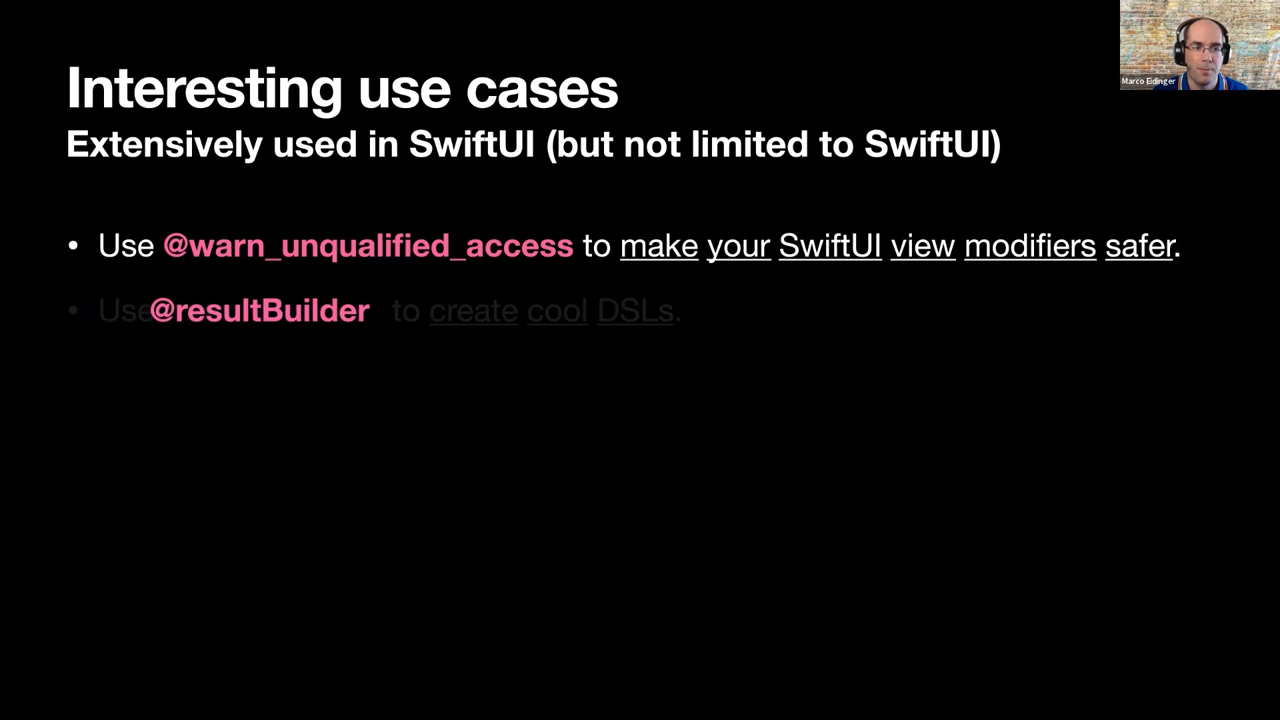 Marco Eidinger
Interesting use cases
Extensively used in SwiftUI (but not limited to SwiftUI)
• Use @warn_unqualified_access to make your SwiftUI view modifiers safer.
• Use @resultBuilder to create cool DSLs.